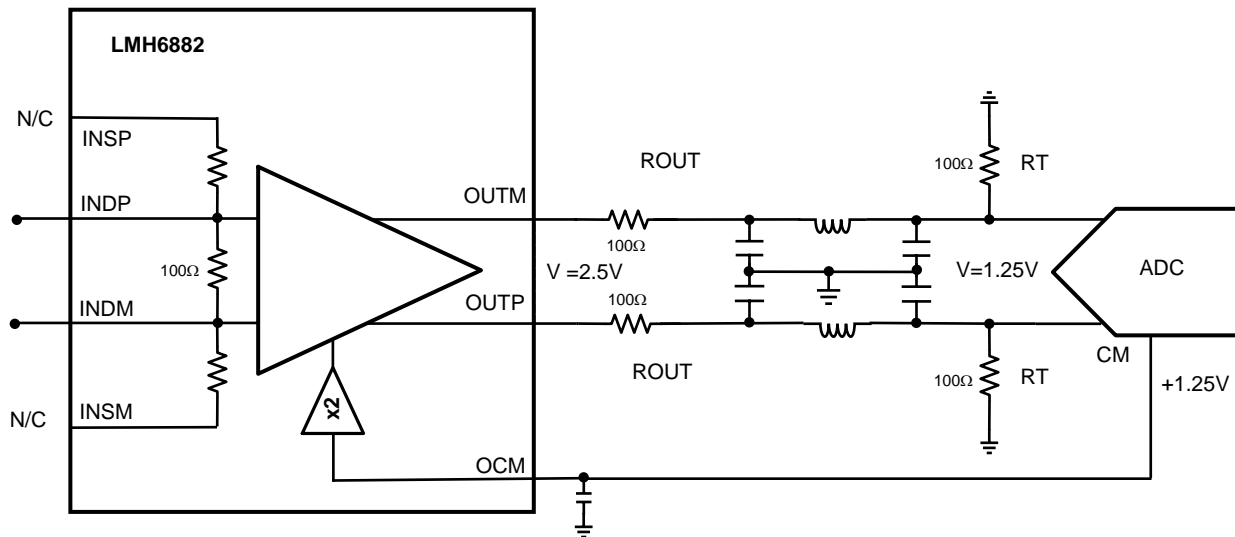 LMH6882
N/C
INSP
INDP
100Ω
INDM
INSM
N/C
x2
OUTM
OUTP
OCM
ROUT
100Ω
V =2.5V
100Ω
ROUT
100Ω
RT
V=1.25V
ADC
CM
100Ω
RT
+1.25V